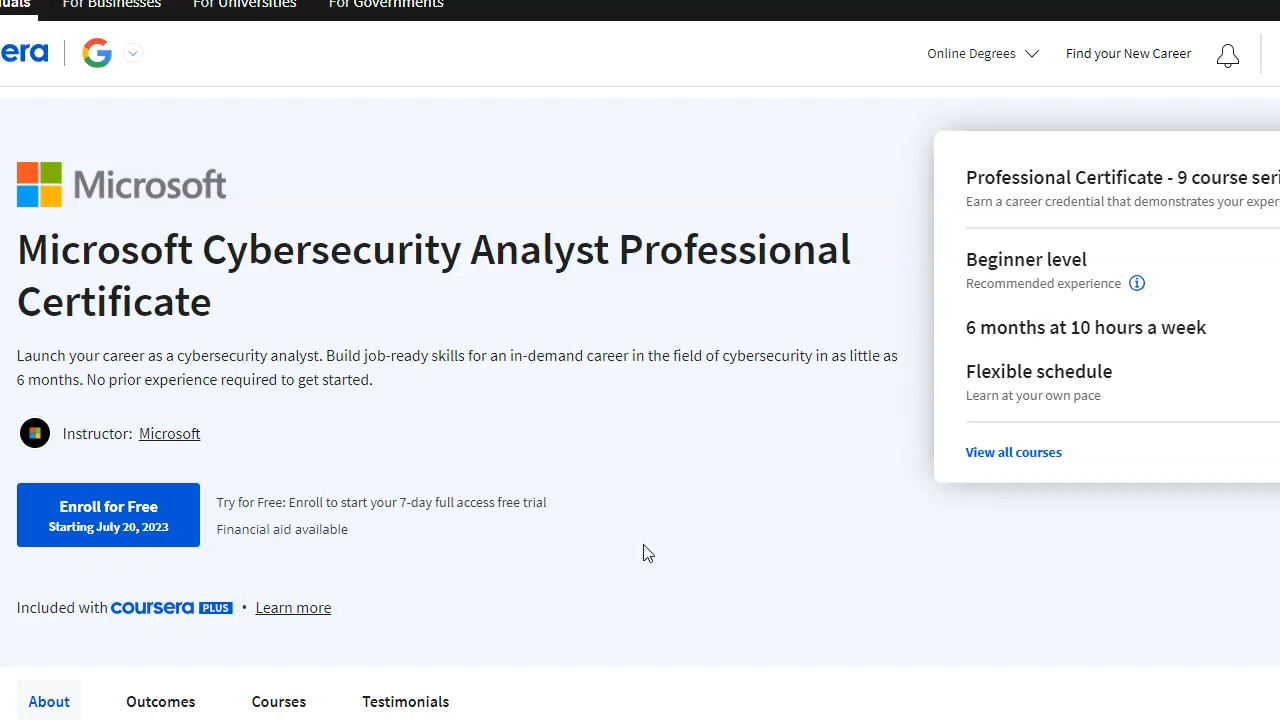 For Businesses For Universities For Governments
era
Online Degrees Find your New Career
Microsoft
Microsoft Cybersecurity Analyst Professional
Certificate
Launch your career as a cybersecurity analyst. Build job-ready skills for an in-demand career in the field of cybersecurity in as little as
6 months. No prior experience required to get started.
Instructor: Microsoft
Enroll for Free
Starting July 20, 2023
Try for Free: Enroll to start your 7-day full access free trial
Financial aid available
Included with coursera PLUS • Learn more
Professional Certificate - 9 course seri
Earn a career credential that demonstrates your exper
Beginner level
Recommended experience
6 months at 10 hours a week
Flexible schedule
Learn at your own pace
View all courses
About Outcomes Courses Testimonials